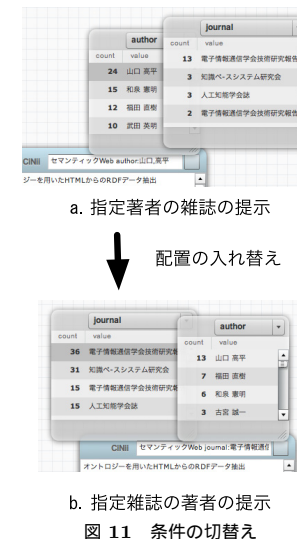 author
count value
24 山口 亮平
15 和泉 憲明
12 福田 直樹
10 武田 英明
journal
count value
13 電子情報通信学会技術研究報告
3 知識ベースシステム研究会
3 人工知能学会誌
2 電子情報通信学会技術研究報告
CiNii セマンティックWeb author:山口,亮平
ジーを用いたHTMLからのRDFデータ抽出
a. 指定著者の雑誌の提示
配置の入れ替え
journal
count value
36 電子情報通信学会技術研究報
31 知識ベースシステム研究会
15 電子情報通信学会技術研究
15 人工知能学会誌
author
count value
13 山口 亮平
7 福田 直樹
6 和泉 憲明
3 古宮 誠一
CiNii セマンティックWeb journal:電子情報通信
オントロジーを用いたHTMLからのRDFデータ抽出
b. 指定雑誌の著者の提示
図 11 条件の切替え